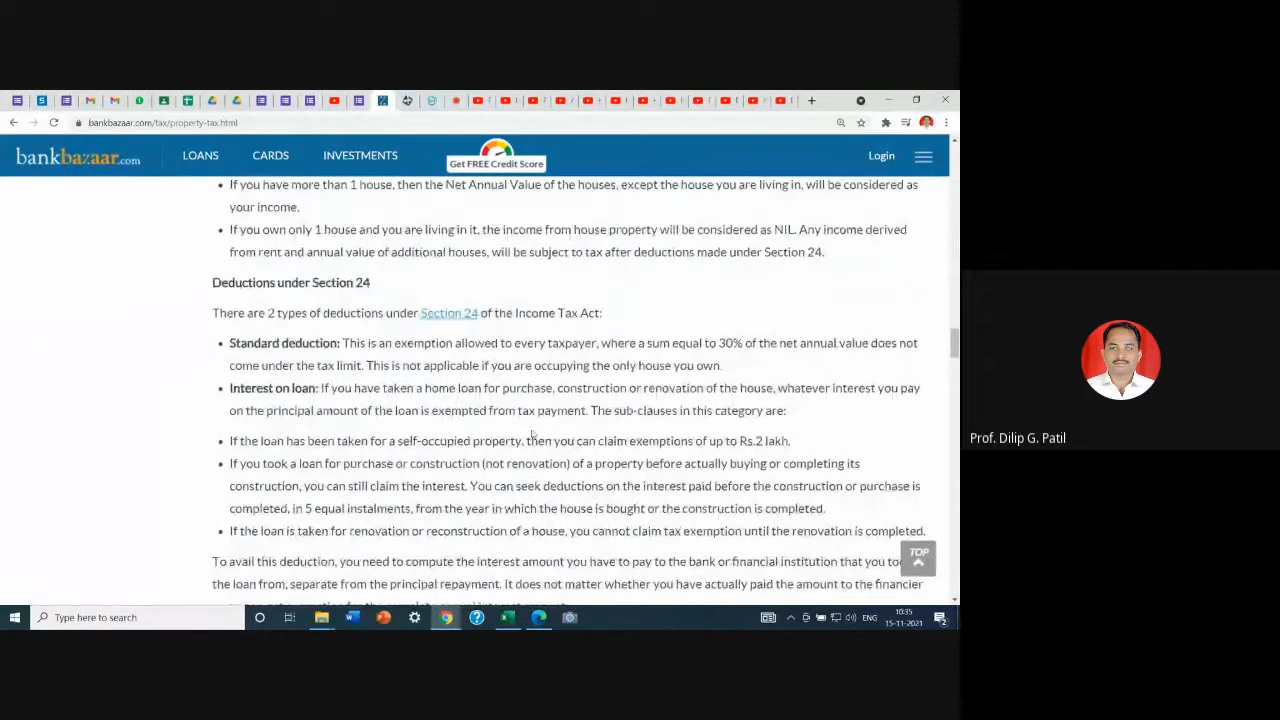 bankbazaar.com/tax/property-tax.html
bankbazaar.com
LOANS
CARDS
INVESTMENTS
Get FREE Credit Score
Login
If you have more than 1 house, then the Net Annual Value of the houses, except the house you are living in, will be considered as
your income.
If you own only 1 house and you are living in it, the income from house property will be considered as NIL. Any income derived
from rent and annual value of additional houses, will be subject to tax after deductions made under Section 24.
Deductions under Section 24
There are 2 types of deductions under Section 24 of the Income Tax Act:
Standard deduction: This is an exemption allowed to every taxpayer, where a sum equal to 30% of the net annual value does not
come under the tax limit. This is not applicable if you are occupying the only house you own.
Interest on loan: If you have taken a home loan for purchase, construction or renovation of the house, whatever interest you pay
on the principal amount of the loan is exempted from tax payment. The sub-clauses in this category are:
If the loan has been taken for a self-occupied property, then you can claim exemptions of up to Rs.2 lakh.
If you took a loan for purchase or construction (not renovation) of a property before actually buying or completing its
construction, you can still claim the interest. You can seek deductions on the interest paid before the construction or purchase is
completed, in 5 equal instalments, from the year in which the house is bought or the construction is completed.
If the loan is taken for renovation or reconstruction of a house, you cannot claim tax exemption until the renovation is completed.
TOP
To avail this deduction, you need to compute the interest amount you have to pay to the bank or financial institution that you
the loan from, separate from the principal repayment. It does not matter whether you have actually paid the amount to the financier
Prof. Dilip G. Patil
Type here to search
ENG
10:35
15-11-2021
2